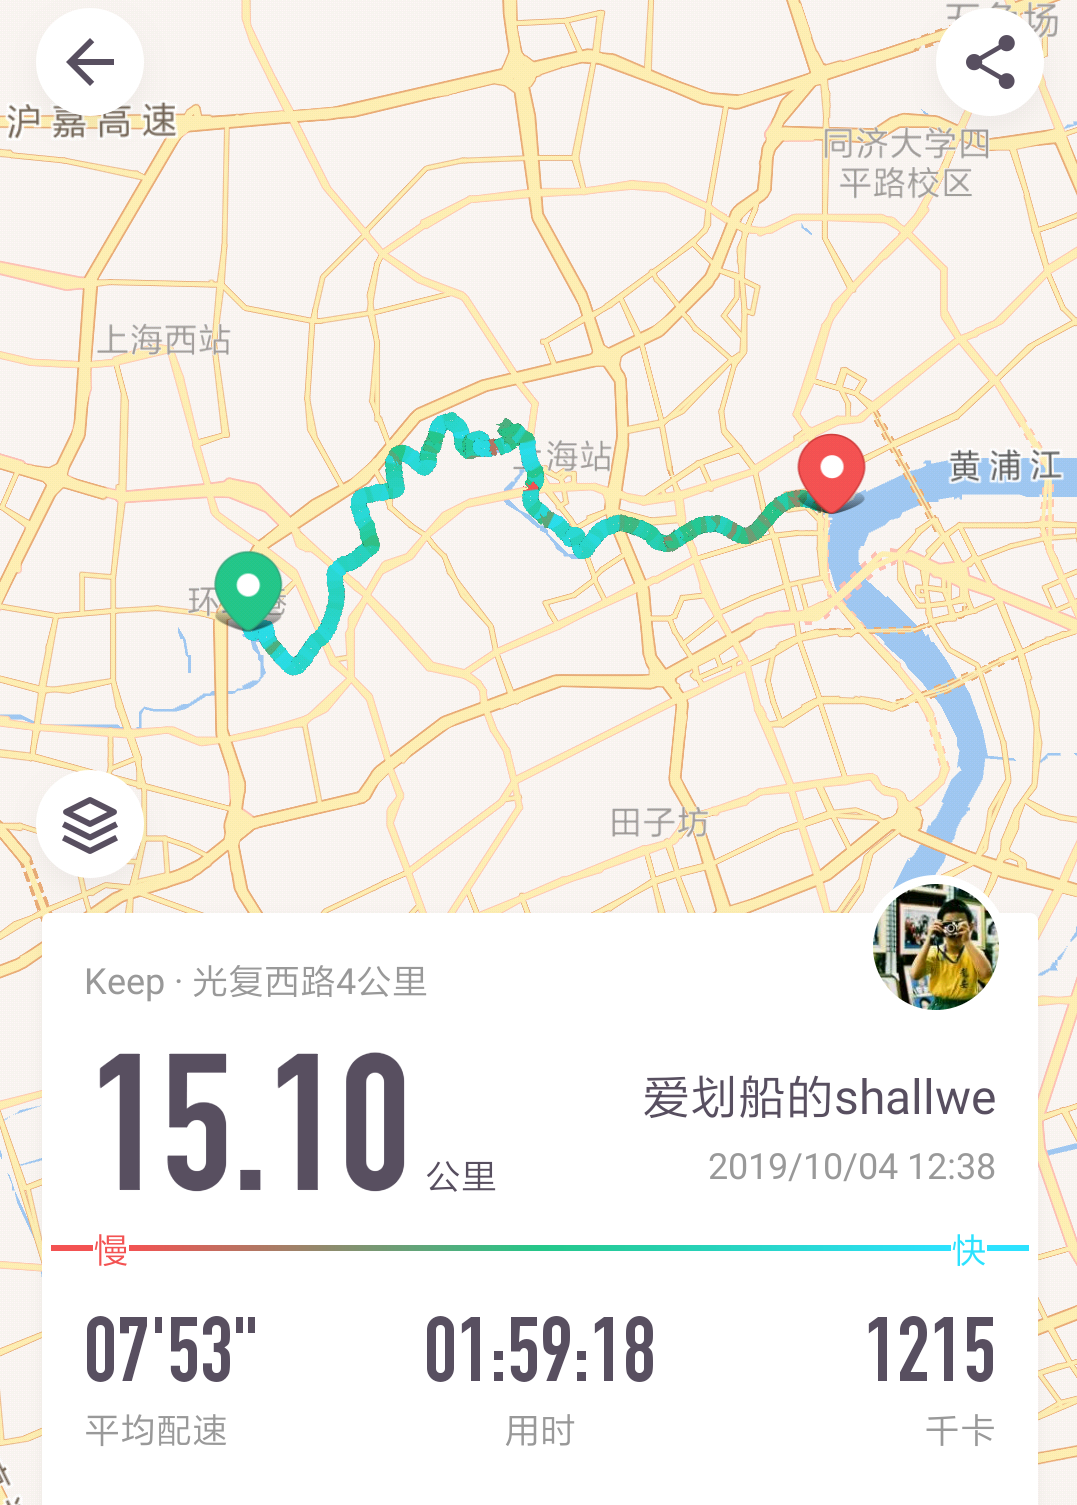 沪嘉高速
同济大学四
平路校区
上海西站
海站
黄浦江
环
港
田子坊
Keep · 光复西路4公里
15.10 公里
爱划船的shallwe
2019/10/04 12:38
慢
快
07'53" 01:59:18 1215
平均配速 用时 千卡